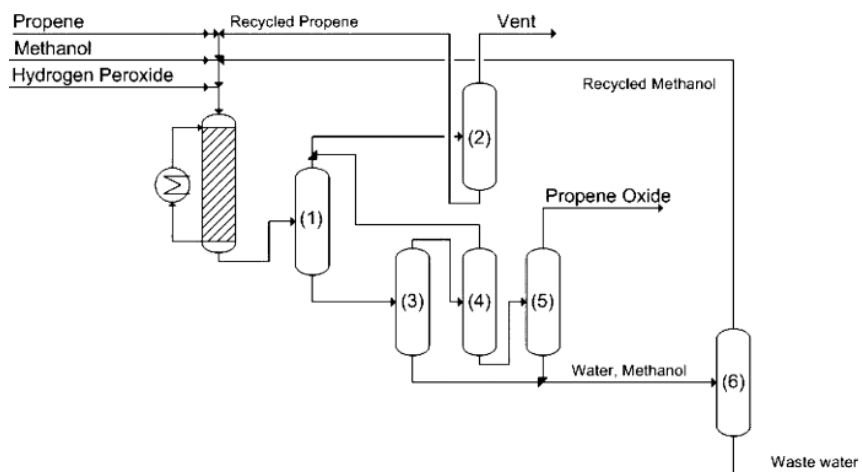 Propene
Recycled Propene
Vent
Methanol
Hydrogen Peroxide
Recycled Methanol
(2)
Propene Oxide
(1)
(3)
(4)
(5)
Water, Methanol
(6)
Waste water